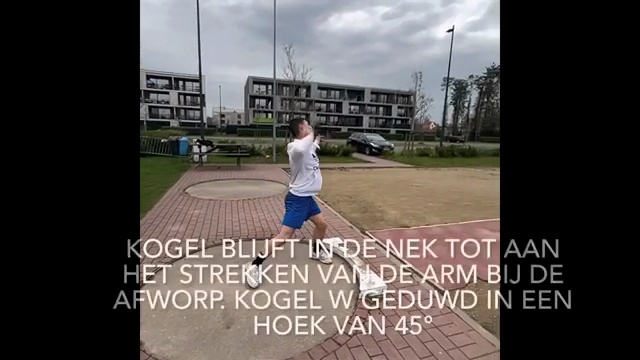 KOGEL BLIJFT IN DE NEK TOT AAN
HET STREKKEN VAN DE ARM BIJ DE
AFWORP. KOGEL W GEDUWD IN EEN
HOEK VAN 45°